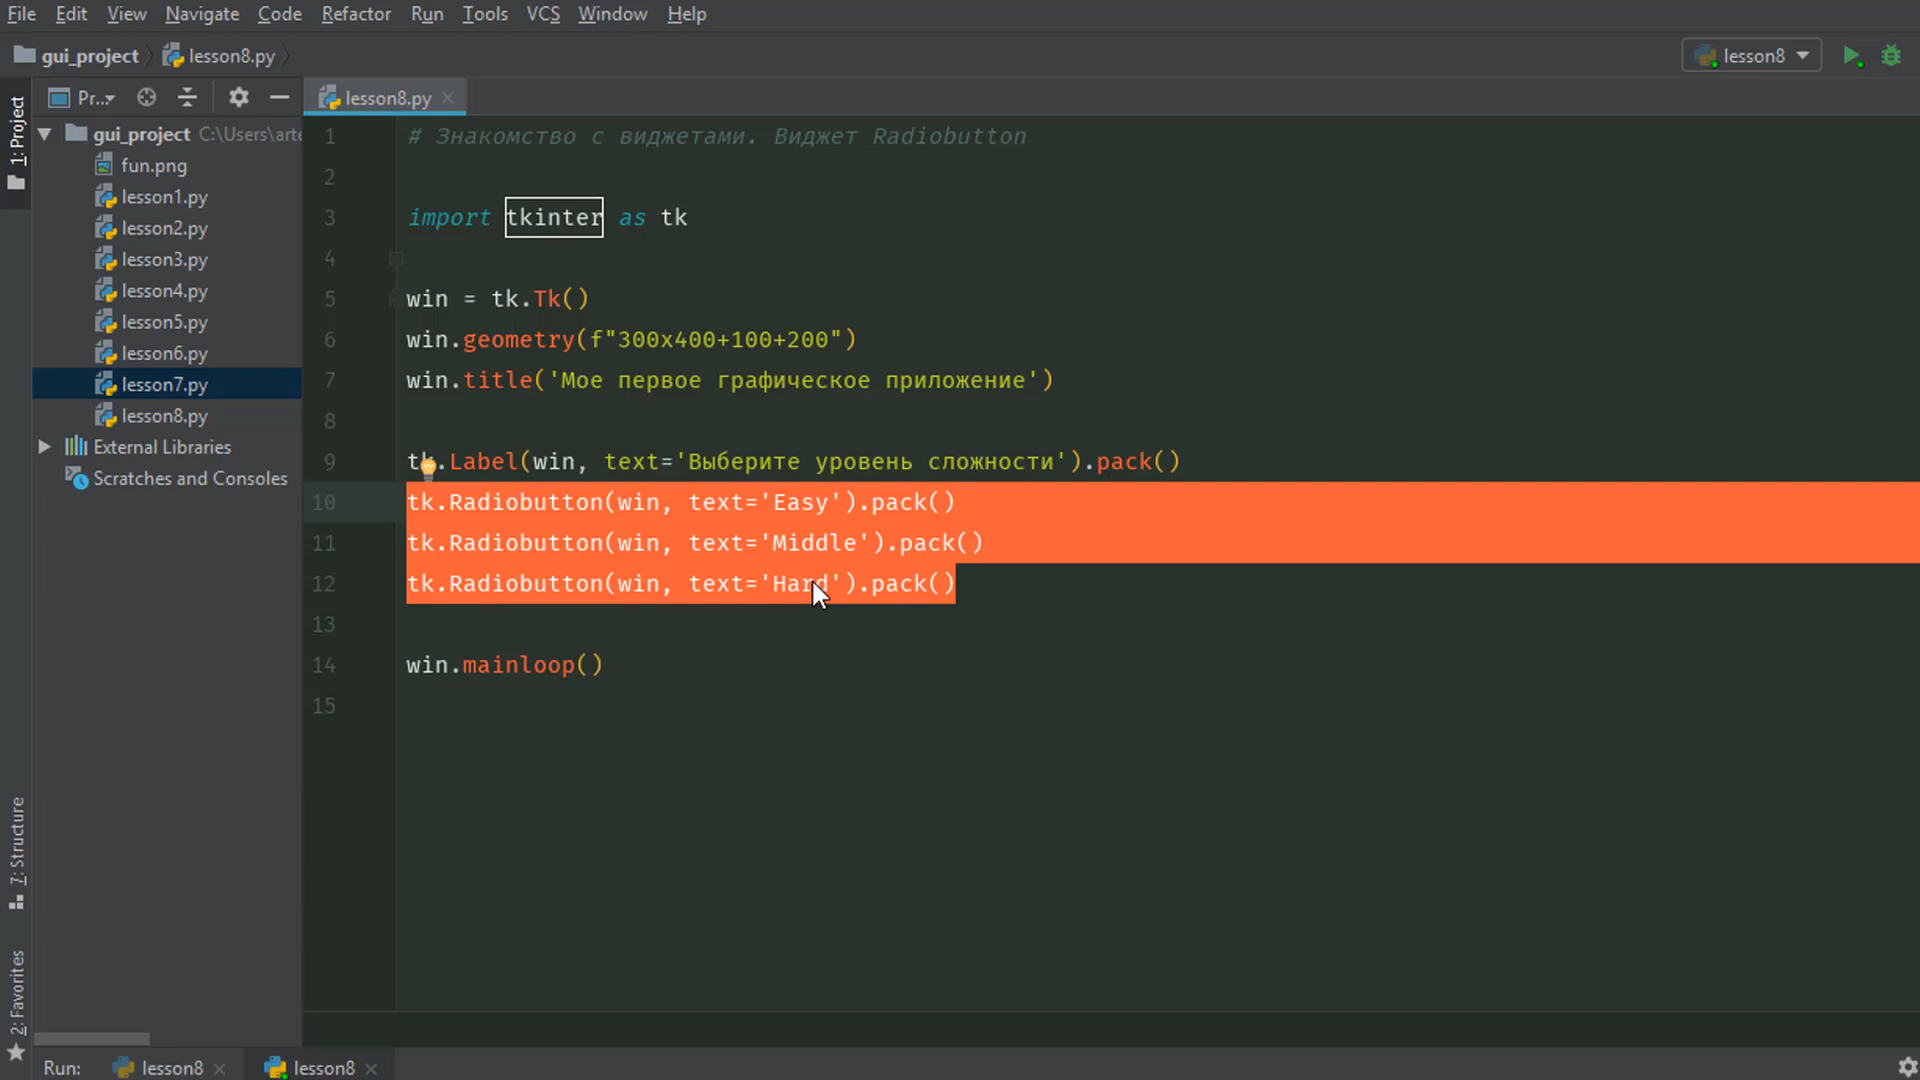 File Edit View Navigate Code Refactor Run Tools VCS Window Help
gui_project lesson8.py lesson8
Pr... lesson8.py
1: Project
gui_project C:\Users\arte
fun.png
lesson1.py
lesson2.py
lesson3.py
lesson4.py
lesson5.py
lesson6.py
lesson7.py
lesson8.py
External Libraries
Scratches and Consoles
7: Structure
2: Favorites
1 # Знакомство с виджетами. Виджет Radiobutton
2
3 import tkinter as tk
4
5 win = tk.Tk()
6 win.geometry(f"300x400+100+200")
7 win.title('Мое первое графическое приложение')
8
9 tk.Label(win, text='Выберите уровень сложности').pack()
10 tk.Radiobutton(win, text='Easy').pack()
11 tk.Radiobutton(win, text='Middle').pack()
12 tk.Radiobutton(win, text='Hard').pack()
13
14 win.mainloop()
15
Run: lesson8 lesson8